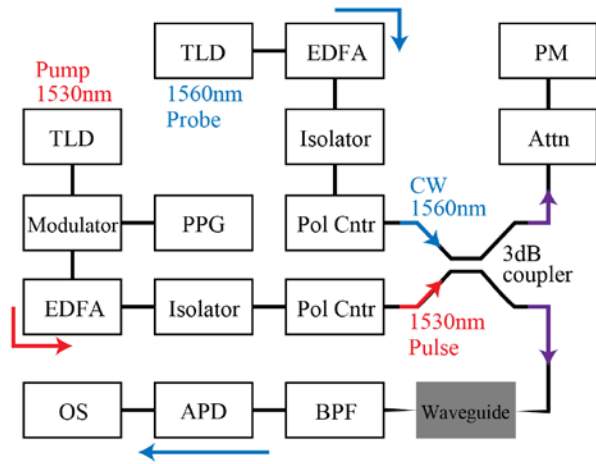 TLD
EDFA
PM
Pump
1530nm
1560nm
Probe
TLD
Isolator
Attn
CW
1560nm
Modulator
PPG
Pol Cntr
3dB
coupler
EDFA
Isolator
Pol Cntr
1530nm
Pulse
OS
APD
BPF
Waveguide